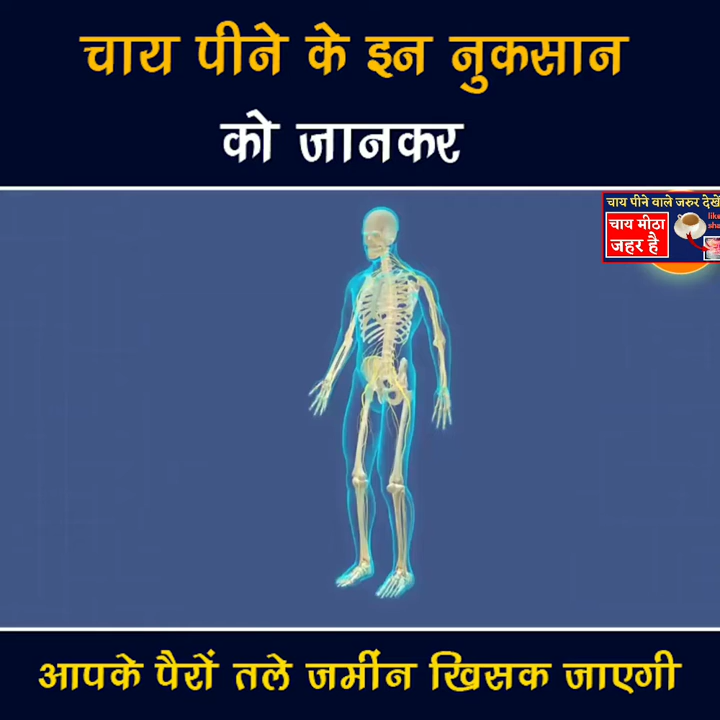 चाय पीने के इन नुकसान
को जानकर
चाय पीने वाले जरुर देखें
चाय मीठा
जहर है
आपके पैरों तले जमींन खिसक जाएगी